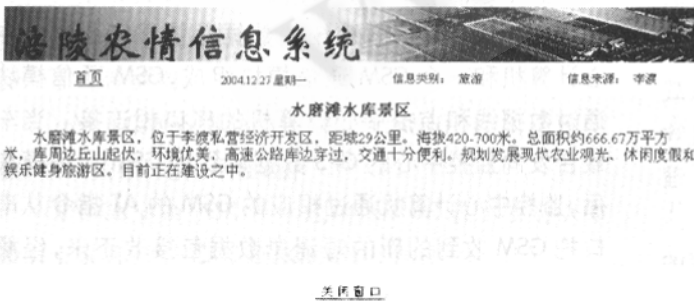 涪陵农情信息系统
首页 2004.12.27 星期一 信息类别： 旅游 信息来源： 李渡
水磨滩水库景区
水磨滩水库景区，位于李渡私营经济开发区，距城29公里。海拔420-700米。总面积约666.67万平方
米，库周边丘山起伏，环境优美，高速公路库边穿过，交通十分便利。规划发展现代农业观光、休闲度假和
娱乐健身旅游区。目前正在建设之中。
关闭窗口